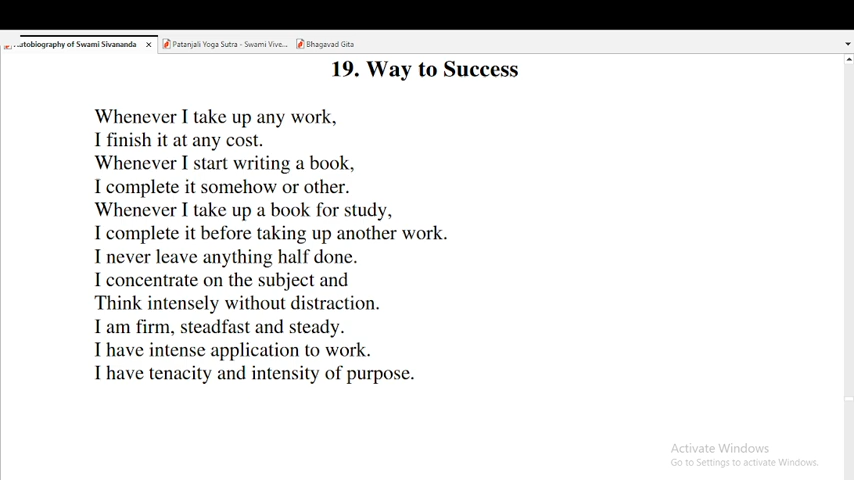 utobiography of Swami Sivananda
Patanjali Yoga Sutra - Swami Vive...
Bhagavad Gita
19. Way to Success
Whenever I take up any work,
I finish it at any cost.
Whenever I start writing a book,
I complete it somehow or other.
Whenever I take up a book for study,
I complete it before taking up another work.
I never leave anything half done.
I concentrate on the subject and
Think intensely without distraction.
I am firm, steadfast and steady.
I have intense application to work.
I have tenacity and intensity of purpose.
Activate Windows
Go to Settings to activate Windows.